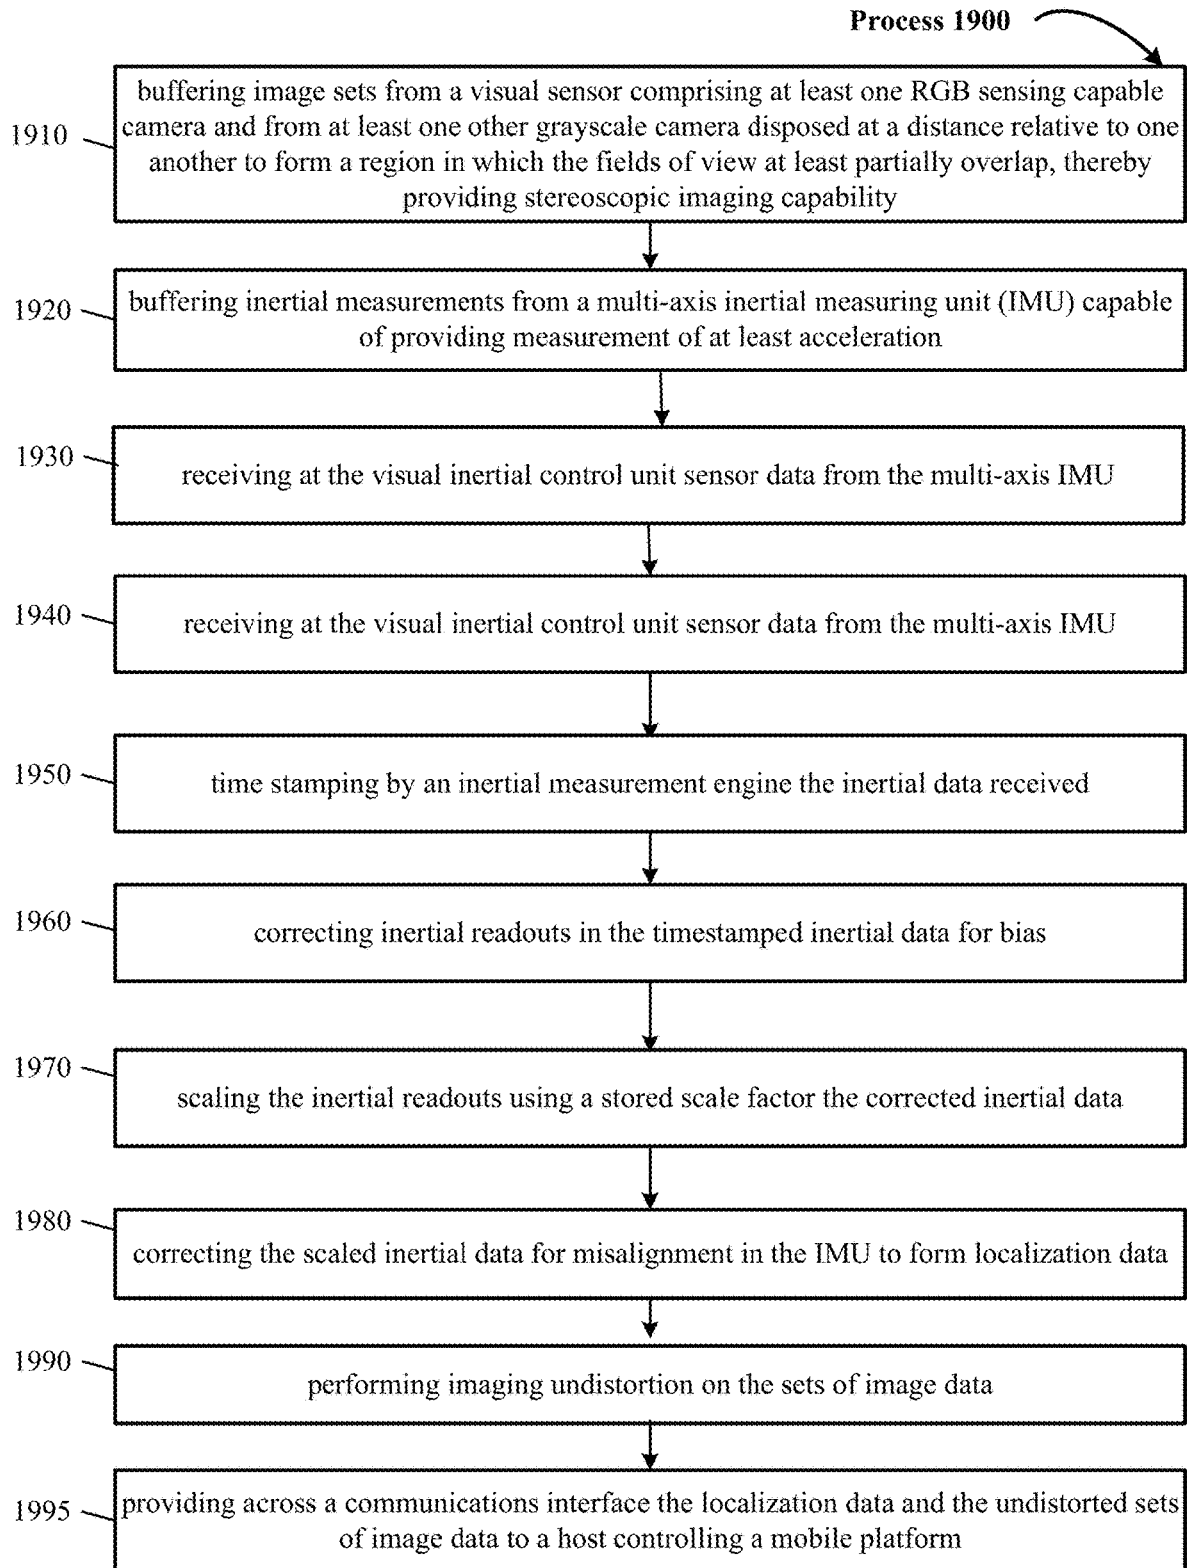 Process 1900
1910
buffering image sets from a visual sensor comprising at least one RGB sensing capable
camera and from at least one other grayscale camera disposed at a distance relative to one
another to form a region in which the fields of view at least partially overlap, thereby
providing stereoscopic imaging capability
1920
buffering inertial measurements from a multi-axis inertial measuring unit (IMU) capable
of providing measurement of at least acceleration
1930
receiving at the visual inertial control unit sensor data from the multi-axis IMU
1940
receiving at the visual inertial control unit sensor data from the multi-axis IMU
1950
time stamping by an inertial measurement engine the inertial data received
1960
correcting inertial readouts in the timestamped inertial data for bias
1970
scaling the inertial readouts using a stored scale factor the corrected inertial data
1980
correcting the scaled inertial data for misalignment in the IMU to form localization data
1990
performing imaging undistortion on the sets of image data
1995
providing across a communications interface the localization data and the undistorted sets
of image data to a host controlling a mobile platform